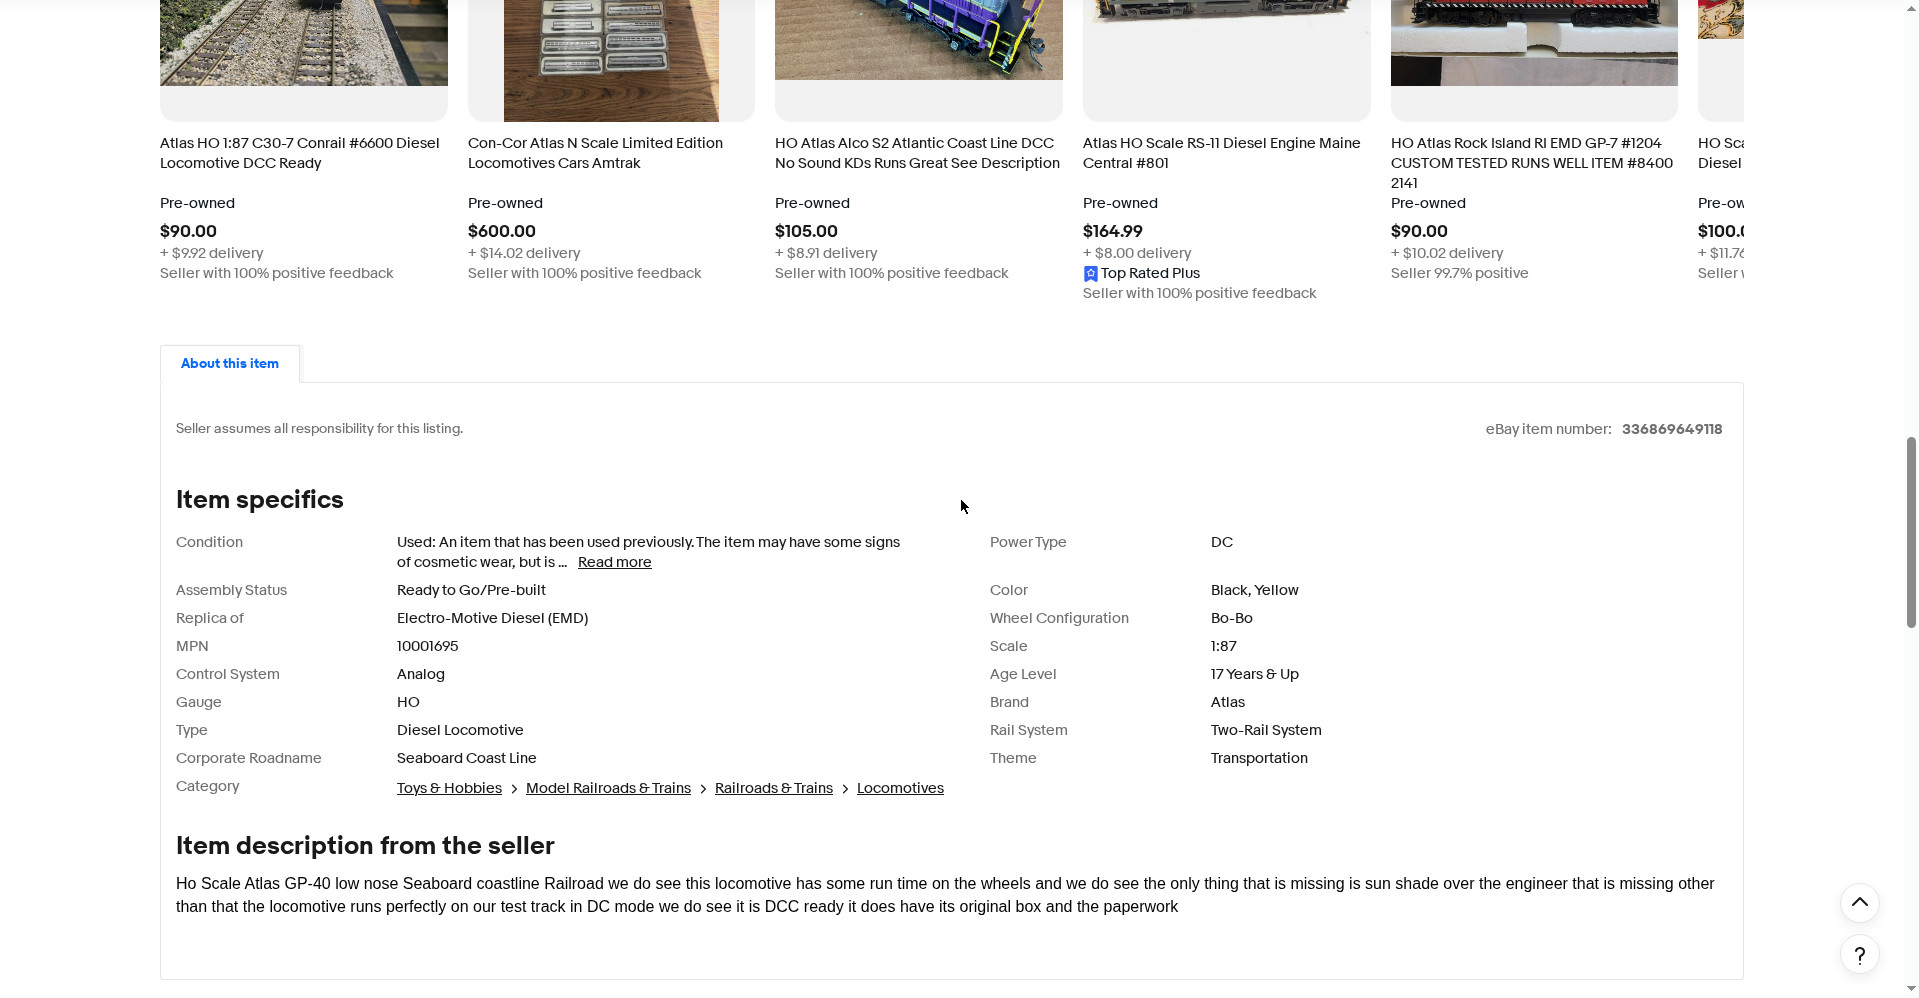 Atlas HO 1:87 C30-7 Conrail #6600 Diesel
Locomotive DCC Ready
Pre-owned
$90.00
+ $9.92 delivery
Seller with 100% positive feedback
Con-Cor Atlas N Scale Limited Edition
Locomotives Cars Amtrak
Pre-owned
$600.00
+ $14.02 delivery
Seller with 100% positive feedback
HO Atlas Alco S2 Atlantic Coast Line DCC
No Sound KDs Runs Great See Description
Pre-owned
$105.00
+ $8.91 delivery
Seller with 100% positive feedback
Atlas HO Scale RS-11 Diesel Engine Maine
Central #801
Pre-owned
$164.99
+ $8.00 delivery
Top Rated Plus
Seller with 100% positive feedback
HO Atlas Rock Island RI EMD GP-7 #1204
CUSTOM TESTED RUNS WELL ITEM #8400
2141
Pre-owned
$90.00
+ $10.02 delivery
Seller 99.7% positive
HO Sca
Diesel
Pre-ow
$100.0
+ $11.76
Seller w
About this item
Seller assumes all responsibility for this listing.
eBay item number: 336869649118
Item specifics
Condition
Used: An item that has been used previously. The item may have some signs
of cosmetic wear, but is ... Read more
Power Type DC
Assembly Status Ready to Go/Pre-built
Color Black, Yellow
Replica of Electro-Motive Diesel (EMD)
Wheel Configuration Bo-Bo
MPN 10001695
Scale 1:87
Control System Analog
Age Level 17 Years & Up
Gauge HO
Brand Atlas
Type Diesel Locomotive
Rail System Two-Rail System
Corporate Roadname Seaboard Coast Line
Theme Transportation
Category Toys & Hobbies > Model Railroads & Trains > Railroads & Trains > Locomotives
Item description from the seller
Ho Scale Atlas GP-40 low nose Seaboard coastline Railroad we do see this locomotive has some run time on the wheels and we do see the only thing that is missing is sun shade over the engineer that is missing other
than that the locomotive runs perfectly on our test track in DC mode we do see it is DCC ready it does have its original box and the paperwork
?